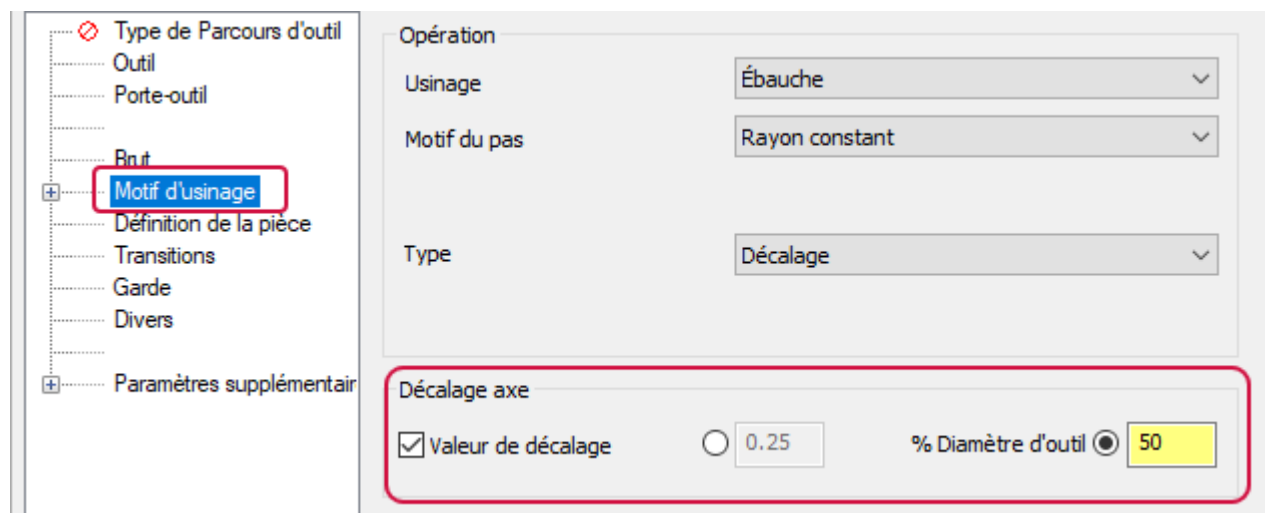 Type de Parcours d'outil
Outil
Porte-outil
Brut
Motif d'usinage
Définition de la pièce
Transitions
Garde
Divers
Paramètres supplémentair
Opération
Usinage Ébauche
Motif du pas Rayon constant
Type Décalage
Décalage axe
Valeur de décalage 0.25 % Diamètre d'outil 50